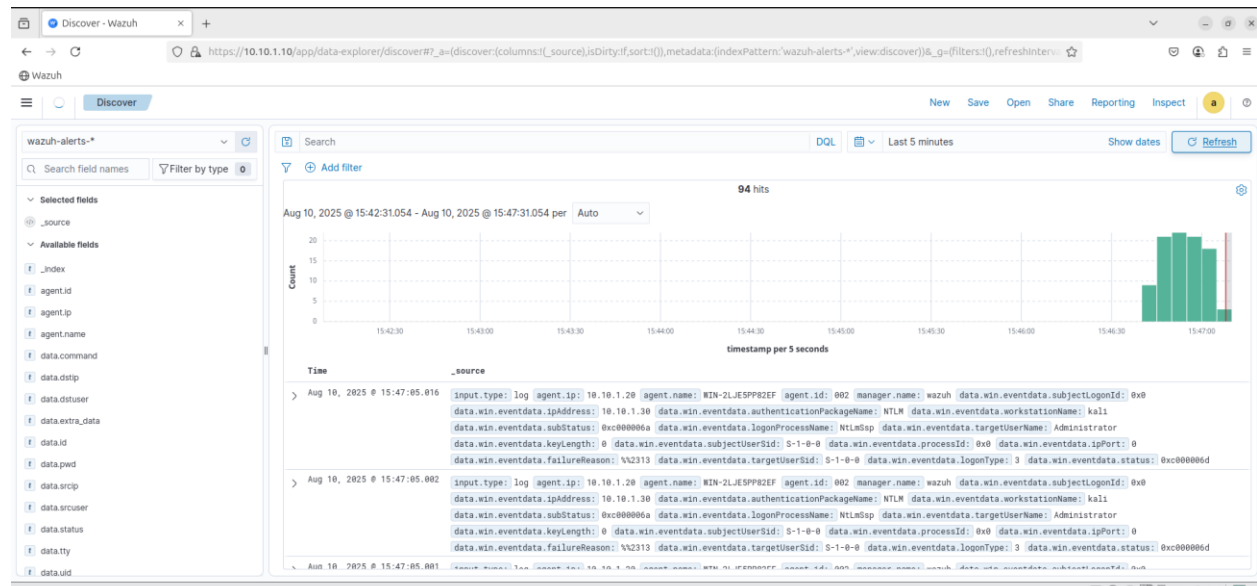 Discover - Wazuh
https://10.10.1.10/app/data-explorer/discover#?_a=(discover:(columns:!(_source),isDirty:!f,sort:!()),metadata:(indexPattern:'wazuh-alerts-*',view:discover))&_g=(filters:!(),refreshInterv
Wazuh
Discover
New Save Open Share Reporting Inspect a
wazuh-alerts-*
Search DQL Last 5 minutes Show dates Refresh
Search field names Filter by type 0
Add filter
Selected fields
_source
Available fields
_index
agent.id
agent.ip
agent.name
data.command
data.dstip
data.dstuser
data.extra_data
data.id
data.pwd
data.srcip
data.srcuser
data.status
data.tty
data.uid
94 hits
Aug 10, 2025 @ 15:42:31.054 - Aug 10, 2025 @ 15:47:31.054 per Auto
Count
20
15
10
5
0
15:42:30 15:43:00 15:43:30 15:44:00 15:44:30 15:45:00 15:45:30 15:46:00 15:46:30 15:47:00
timestamp per 5 seconds
Time _source
Aug 10, 2025 @ 15:47:05.016 input.type: log agent.ip: 10.10.1.20 agent.name: WIN-2LJE5PP82EF agent.id: 002 manager.name: wazuh data.win.eventdata.subjectLogonId: 0x0
data.win.eventdata.ipAddress: 10.10.1.30 data.win.eventdata.authenticationPackageName: NTLM data.win.eventdata.workstationName: kali
data.win.eventdata.subStatus: 0xc000006a data.win.eventdata.logonProcessName: NtLmSsp data.win.eventdata.targetUserName: Administrator
data.win.eventdata.keyLength: 0 data.win.eventdata.subjectUserSid: S-1-0-0 data.win.eventdata.processId: 0x0 data.win.eventdata.ipPort: 0
data.win.eventdata.failureReason: %%2313 data.win.eventdata.targetUserSid: S-1-0-0 data.win.eventdata.logonType: 3 data.win.eventdata.status: 0xc000006d
Aug 10, 2025 @ 15:47:05.002 input.type: log agent.ip: 10.10.1.20 agent.name: WIN-2LJE5PP82EF agent.id: 002 manager.name: wazuh data.win.eventdata.subjectLogonId: 0x0
data.win.eventdata.ipAddress: 10.10.1.30 data.win.eventdata.authenticationPackageName: NTLM data.win.eventdata.workstationName: kali
data.win.eventdata.subStatus: 0xc000006a data.win.eventdata.logonProcessName: NtLmSsp data.win.eventdata.targetUserName: Administrator
data.win.eventdata.keyLength: 0 data.win.eventdata.subjectUserSid: S-1-0-0 data.win.eventdata.processId: 0x0 data.win.eventdata.ipPort: 0
data.win.eventdata.failureReason: %%2313 data.win.eventdata.targetUserSid: S-1-0-0 data.win.eventdata.logonType: 3 data.win.eventdata.status: 0xc000006d
Aug 10, 2025 @ 15:47:05.001